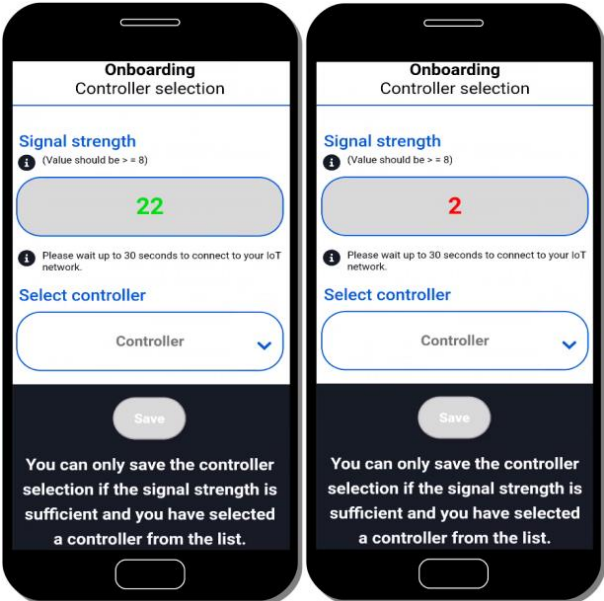 Onboarding
Controller selection
Signal strength
(Value should be > = 8)
22
Please wait up to 30 seconds to connect to your IoT
network.
Select controller
Controller
Save
You can only save the controller
selection if the signal strength is
sufficient and you have selected
a controller from the list.
Onboarding
Controller selection
Signal strength
(Value should be > = 8)
2
Please wait up to 30 seconds to connect to your IoT
network.
Select controller
Controller
Save
You can only save the controller
selection if the signal strength is
sufficient and you have selected
a controller from the list.